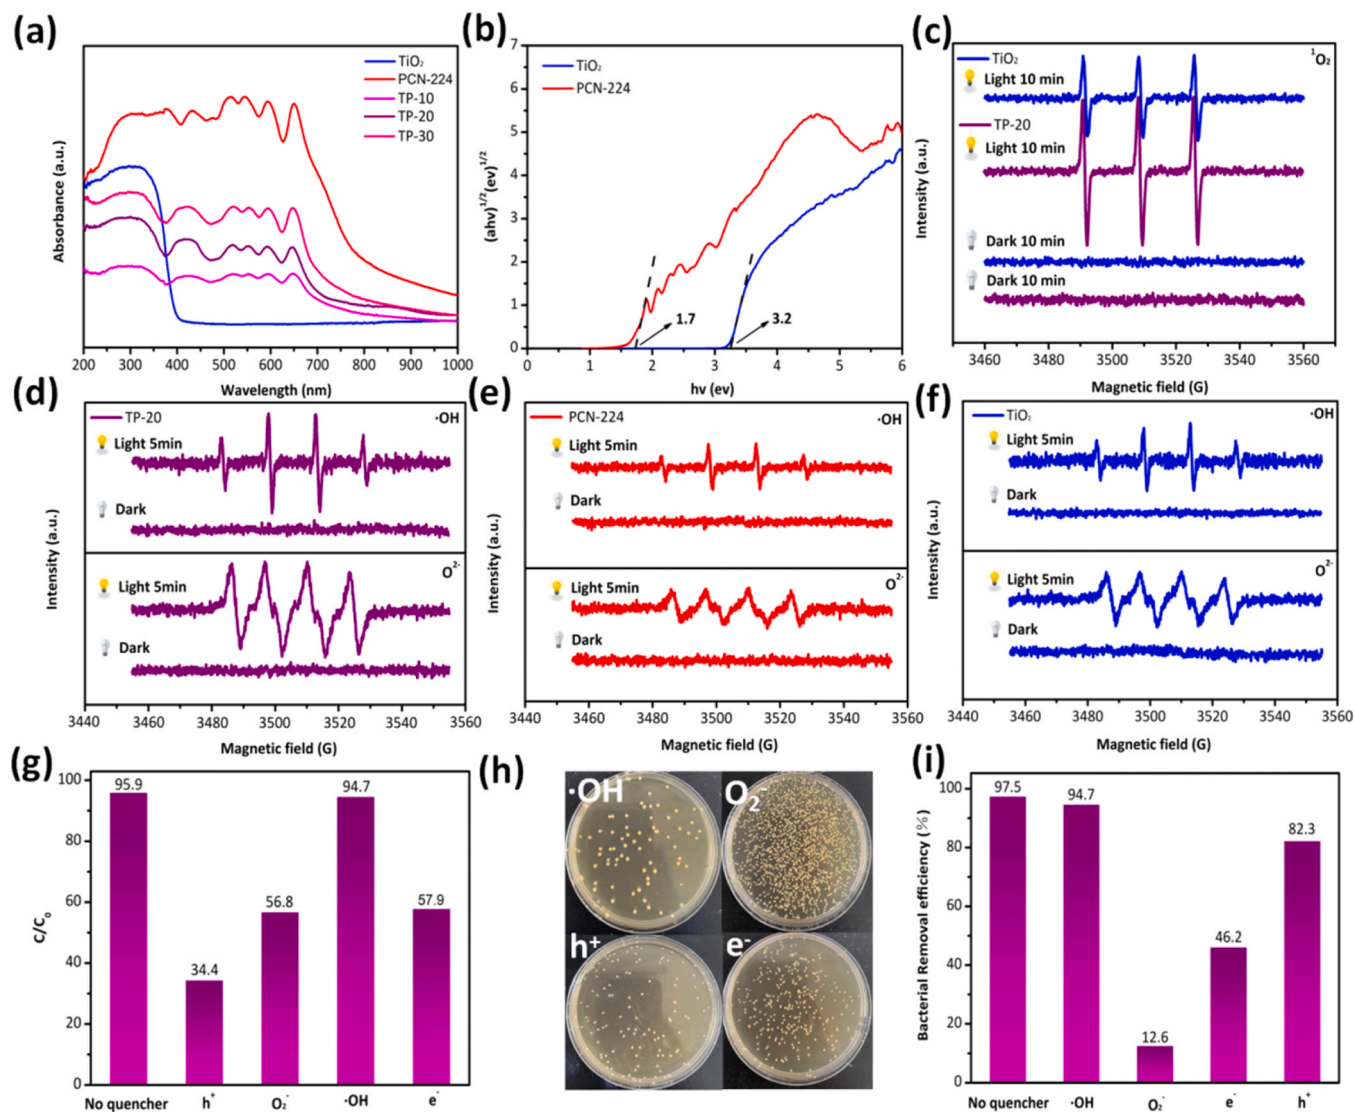 (a)
TiO₂
PCN-224
TP-10
TP-20
TP-30
Absorbance (a.u.)
200 300 400 500 600 700 800 900 1000
Wavelength (nm)
(b)
TiO₂
PCN-224
(ahv)^1/2(ev)^1/2
7
6
5
4
3
2
1
0
1.7
3.2
0 1 2 3 4 5 6
hv (ev)
(c)
¹O₂
TiO₂
Light 10 min
TP-20
Light 10 min
Dark 10 min
Dark 10 min
Intensity (a.u.)
3460 3510 3560
Magnetic field (G)
(d)
TP-20
·OH
Light 5min
Dark
O²⁻
Light 5min
Dark
Intensity (a.u.)
3440 3460 3480 3500 3520 3540 3560
Magnetic field (G)
(e)
PCN-224
·OH
Light 5min
Dark
O²⁻
Light 5min
Dark
Intensity (a.u.)
3440 3460 3480 3500 3520 3540 3560
Magnetic field (G)
(f)
TiO₂
·OH
Light 5min
Dark
O²⁻
Light 5min
Dark
Intensity (a.u.)
3440 3460 3480 3500 3520 3540 3560
Magnetic field (G)
(g)
C/C₀
100
80
60
40
20
0
95.9
34.4
56.8
94.7
57.9
No quencher h⁺ O₂⁻ ·OH e⁻
(h)
·OH O₂⁻
h⁺ e⁻
(i)
Bacterial Removal efficiency (%)
100
80
60
40
20
0
97.5
94.7
12.6
46.2
82.3
No quencher ·OH O₂⁻ e⁻ h⁺